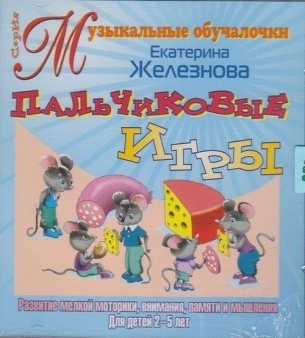 Серия
Музыкальные обучалочки
Екатерина
Железнова
Пальчиковые
игры
Развитие мелкой моторики, внимания, памяти и мышления
Для детей 2-5 лет